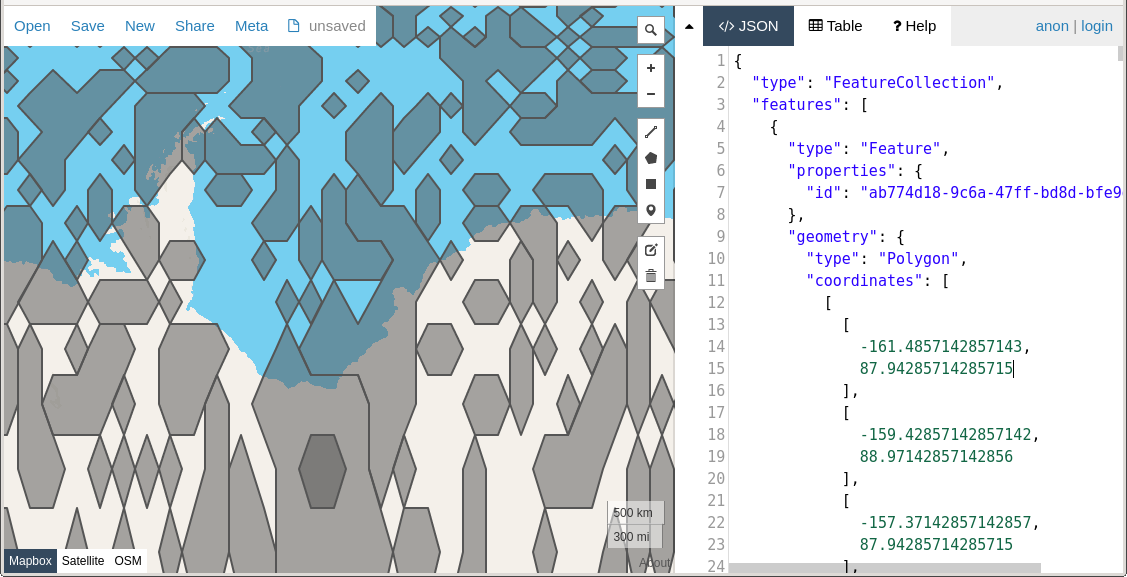 Open Save New Share Meta unsaved
</> JSON Table ? Help anon | login
1 {
2 "type": "FeatureCollection",
3 "features": [
4 {
5 "type": "Feature",
6 "properties": {
7 "id": "ab774d18-9c6a-47ff-bd8d-bfe9
8 },
9 "geometry": {
10 "type": "Polygon",
11 "coordinates": [
12 [
13 [
14 -161.4857142857143,
15 87.94285714285715
16 ],
17 [
18 -159.42857142857142,
19 88.97142857142856
20 ],
21 [
22 -157.37142857142857,
23 87.94285714285715
24 ],
+
−
500 km
300 mi
About
Mapbox Satellite OSM